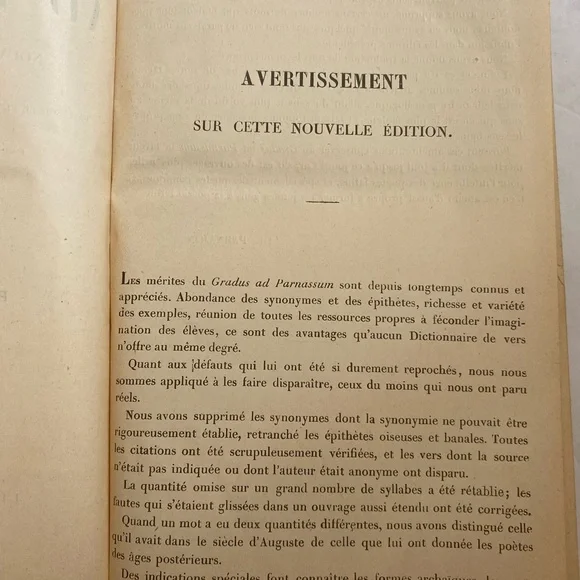 AVERTISSEMENT
SUR CETTE NOUVELLE ÉDITION.
LES mérites du Gradus ad Parnassum sont depuis longtemps connus et
appréciés. Abondance des synonymes et des épithètes, richesse et variété
des exemples, réunion de toutes les ressources propres à féconder l'imagi-
nation des élèves, ce sont des avantages qu'aucun Dictionnaire de vers
n'offre au même degré.
Quant aux défauts qui lui ont été si durement reprochés, nous nous
sommes appliqué à les faire disparaître, ceux du moins qui nous ont paru
réels.
Nous avons supprimé les synonymes dont la synonymie ne pouvait être
rigoureusement établie, retranché les épithètes oiseuses et banales. Toutes
les citations ont été scrupuleusement vérifiées, et les vers dont la source
n'était pas indiquée ou dont l'auteur était anonyme ont disparu.
La quantité omise sur un grand nombre de syllabes a été rétablie; les
fautes qui s'étaient glissées dans un ouvrage aussi étendu ont été corrigées.
Quand un mot a eu deux quantités différentes, nous avons distingué celle
qu'il avait dans le siècle d'Auguste de celle que lui ont donnée les poètes
des âges postérieurs.
Des indications spéciales font connaître les formes archaïques